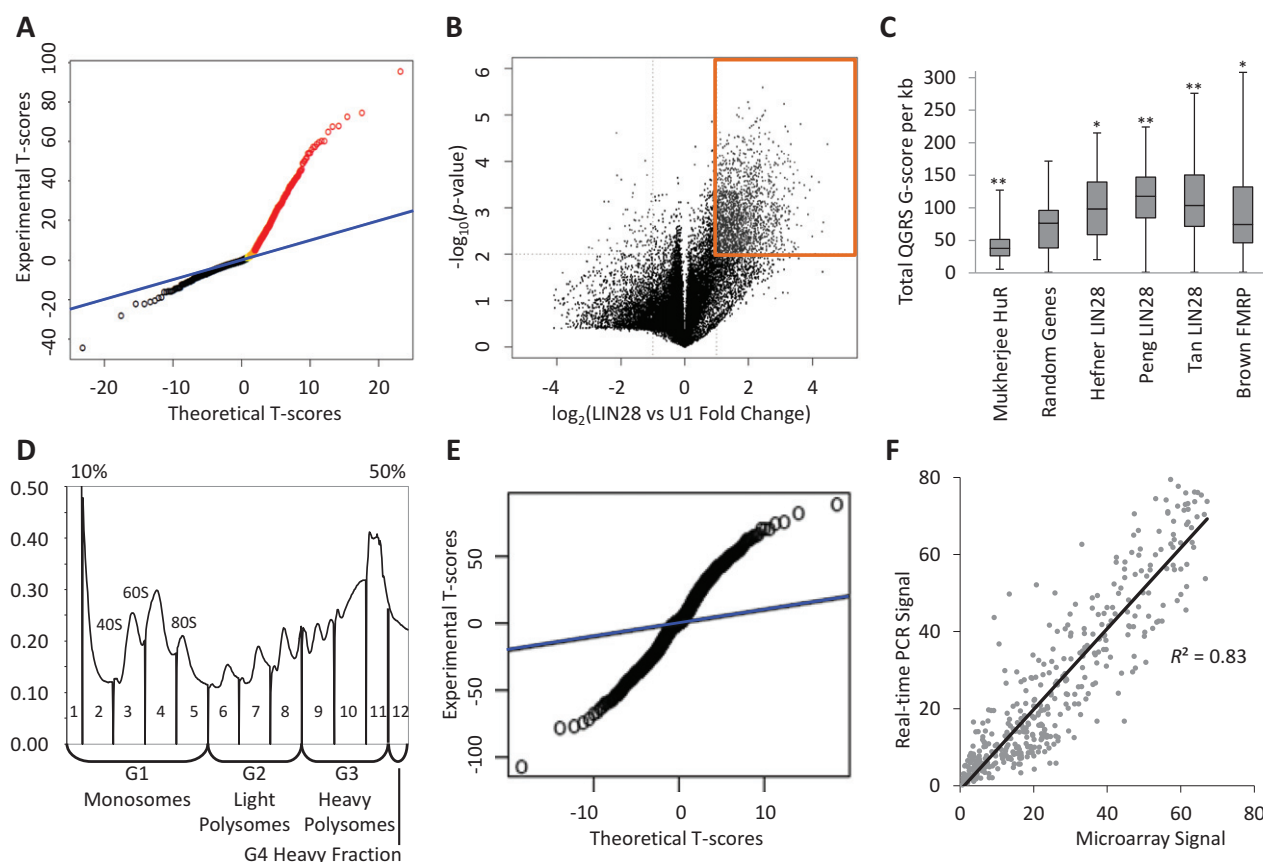 A
Experimental T-scores
100
80
60
40
20
0
-20
-40
-20
-10
0
10
20
Theoretical T-scores
B
-log10(p-value)
6
5
4
3
2
1
0
-4
-2
0
2
4
log2(LIN28 vs U1 Fold Change)
C
Total QGRS G-score per kb
300
250
200
150
100
50
0
**
*
**
**
*
Mukherjee HuR
Random Genes
Hefner LIN28
Peng LIN28
Tan LIN28
Brown FMRP
D
10%
50%
0.50
0.40
0.30
0.20
0.10
0.00
40S
60S
80S
1 2 3 4 5 6 7 8 9 10 11 12
G1 G2 G3
Monosomes
Light Polysomes
Heavy Polysomes
G4 Heavy Fraction
E
Experimental T-scores
50
0
-50
-100
-10
0
10
Theoretical T-scores
F
Real-time PCR Signal
80
60
40
20
0
0
20
40
60
80
R² = 0.83
Microarray Signal